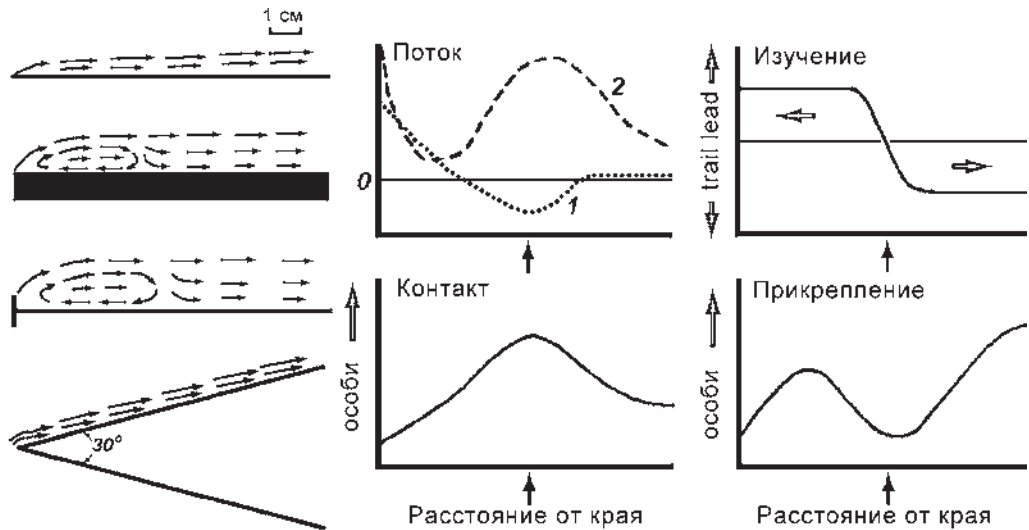 1 см
30°
Поток
2
0
1
Изучение
trail lead
Контакт
особи
Расстояние от края
Прикрепление
особи
Расстояние от края